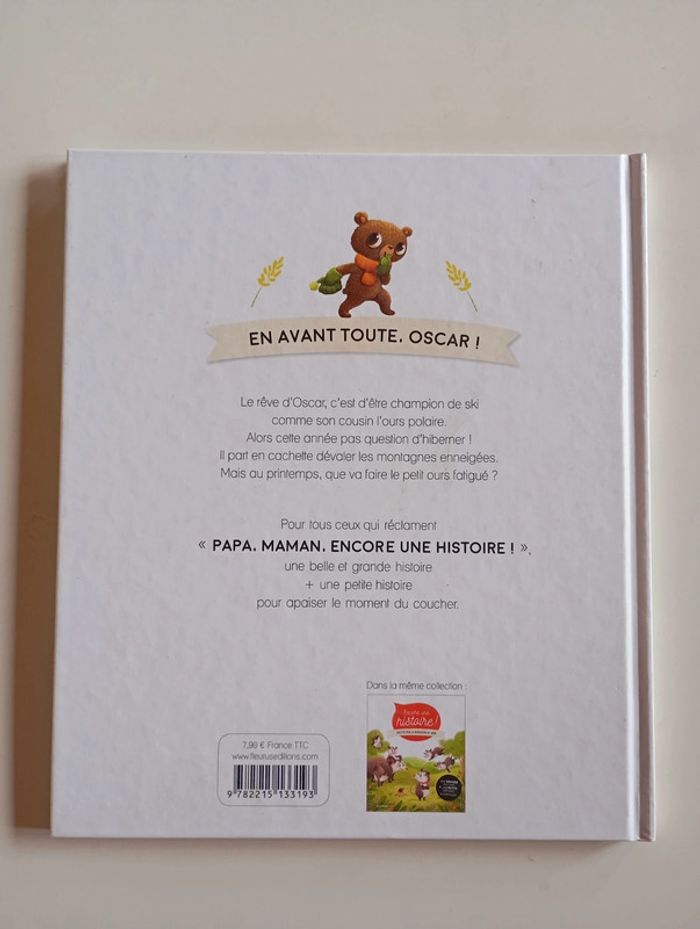 EN AVANT TOUTE, OSCAR !
Le rêve d'Oscar, c'est d'être champion de ski
comme son cousin l'ours polaire.
Alors cette année pas question d'hiberner !
Il part en cachette dévaler les montagnes enneigées.
Mais au printemps, que va faire le petit ours fatigué ?
Pour tous ceux qui réclament
« PAPA, MAMAN, ENCORE UNE HISTOIRE ! »,
une belle et grande histoire
+ une petite histoire
pour apaiser le moment du coucher.
Dans la même collection :
Encore une
histoire !
7,99 € France TTC
www.fleuruseditions.com
9 782215 133193